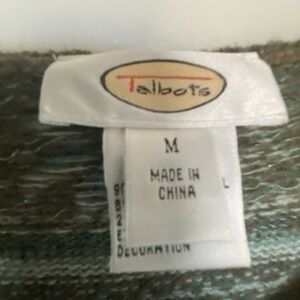 Talbots
M
MADE IN
CHINA
L
DECORATION